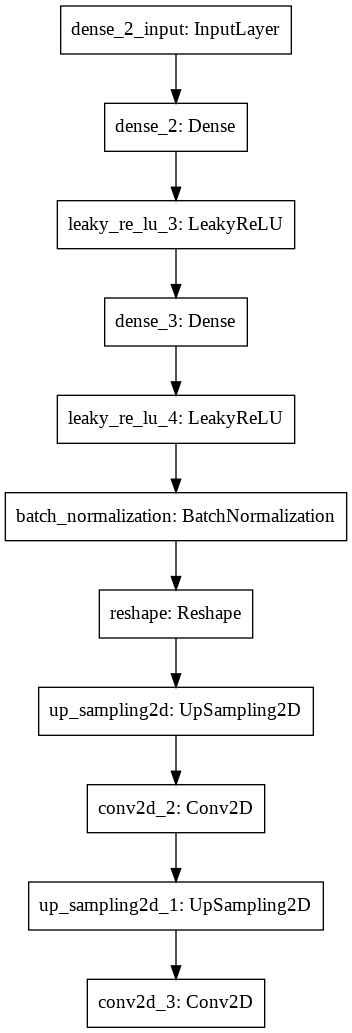 dense_2_input: InputLayer
dense_2: Dense
leaky_re_lu_3: LeakyReLU
dense_3: Dense
leaky_re_lu_4: LeakyReLU
batch_normalization: BatchNormalization
reshape: Reshape
up_sampling2d: UpSampling2D
conv2d_2: Conv2D
up_sampling2d_1: UpSampling2D
conv2d_3: Conv2D